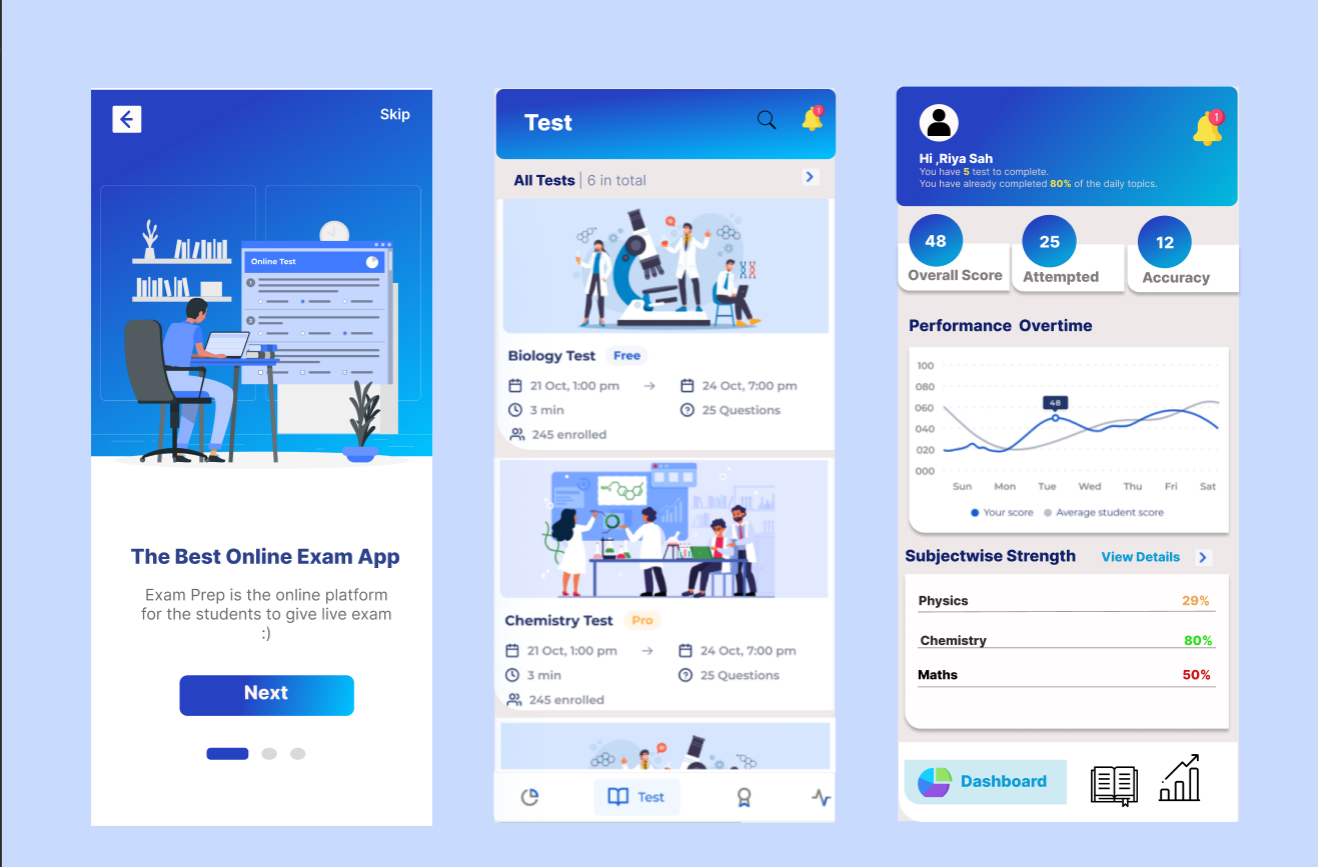 Skip
Online Test
1
2
The Best Online Exam App
Exam Prep is the online platform
for the students to give live exam
:)
Next
Test
1
All Tests | 6 in total
Biology Test Free
21 Oct, 1:00 pm → 24 Oct, 7:00 pm
3 min 25 Questions
245 enrolled
Chemistry Test Pro
21 Oct, 1:00 pm → 24 Oct, 7:00 pm
3 min 25 Questions
245 enrolled
Test
1
Hi ,Riya Sah
You have 5 test to complete.
You have already completed 80% of the daily topics.
48 25 12
Overall Score Attempted Accuracy
Performance Overtime
100
080
060
040
020
000
48
Sun Mon Tue Wed Thu Fri Sat
Your score Average student score
Subjectwise Strength View Details
Physics 29%
Chemistry 80%
Maths 50%
Dashboard